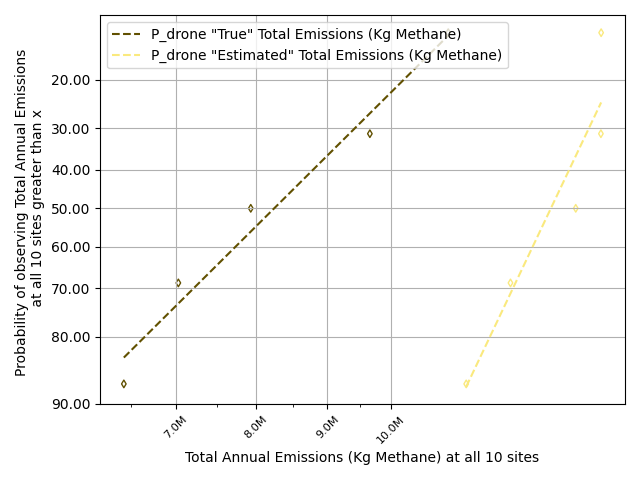 P_drone "True" Total Emissions (Kg Methane)
P_drone "Estimated" Total Emissions (Kg Methane)
20.00
30.00
40.00
50.00
60.00
70.00
80.00
90.00
Probability of observing Total Annual Emissions
at all 10 sites greater than x
7.0M
8.0M
9.0M
10.0M
Total Annual Emissions (Kg Methane) at all 10 sites